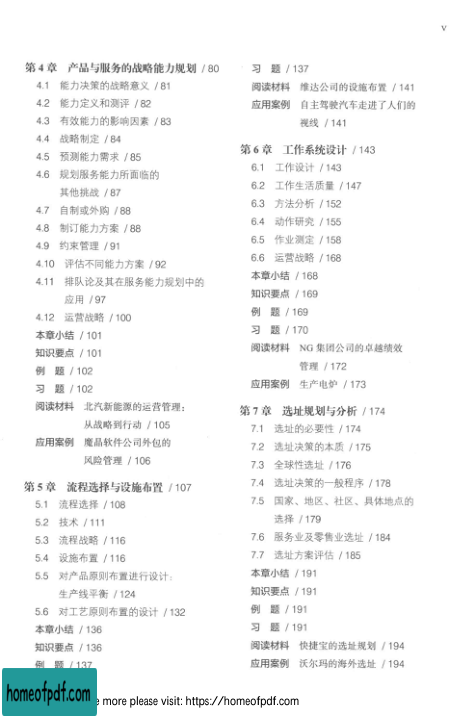 v
第4章 产品与服务的战略能力规划 / 80
4.1 能力决策的战略意义 / 81
4.2 能力定义和测评 / 82
4.3 有效能力的影响因素 / 83
4.4 战略制定 / 84
4.5 预测能力需求 / 85
4.6 规划服务能力所面临的
其他挑战 / 87
4.7 自制或外购 / 88
4.8 制订能力方案 / 88
4.9 约束管理 / 91
4.10 评估不同能力方案 / 92
4.11 排队论及其在服务能力规划中的
应用 / 97
4.12 运营战略 / 100
本章小结 / 101
知识要点 / 101
例 题 / 102
习 题 / 102
阅读材料 北汽新能源的运营管理：
从战略到行动 / 105
应用案例 魔晶软件公司外包的
风险管理 / 106
第5章 流程选择与设施布置 / 107
5.1 流程选择 / 108
5.2 技术 / 111
5.3 流程战略 / 116
5.4 设施布置 / 116
5.5 对产品原则布置进行设计：
生产线平衡 / 124
5.6 对工艺原则布置的设计 / 132
本章小结 / 136
知识要点 / 136
例 题 / 137
习 题 / 137
阅读材料 维达公司的设施布置 / 141
应用案例 自主驾驶汽车走进了人们的
视线 / 141
第6章 工作系统设计 / 143
6.1 工作设计 / 143
6.2 工作生活质量 / 147
6.3 方法分析 / 152
6.4 动作研究 / 155
6.5 作业测定 / 158
6.6 运营战略 / 168
本章小结 / 168
知识要点 / 169
例 题 / 169
习 题 / 170
阅读材料 NG 集团公司的卓越绩效
管理 / 172
应用案例 生产电炉 / 173
第7章 选址规划与分析 / 174
7.1 选址的必要性 / 174
7.2 选址决策的本质 / 175
7.3 全球性选址 / 176
7.4 选址决策的一般程序 / 178
7.5 国家、地区、社区、具体地点的
选择 / 179
7.6 服务业及零售业选址 / 184
7.7 选址方案评估 / 185
本章小结 / 191
知识要点 / 191
例 题 / 191
习 题 / 191
阅读材料 快捷宝的选址规划 / 194
应用案例 沃尔玛的海外选址 / 194
homeofpdf.com
more please visit: https://homeofpdf.com